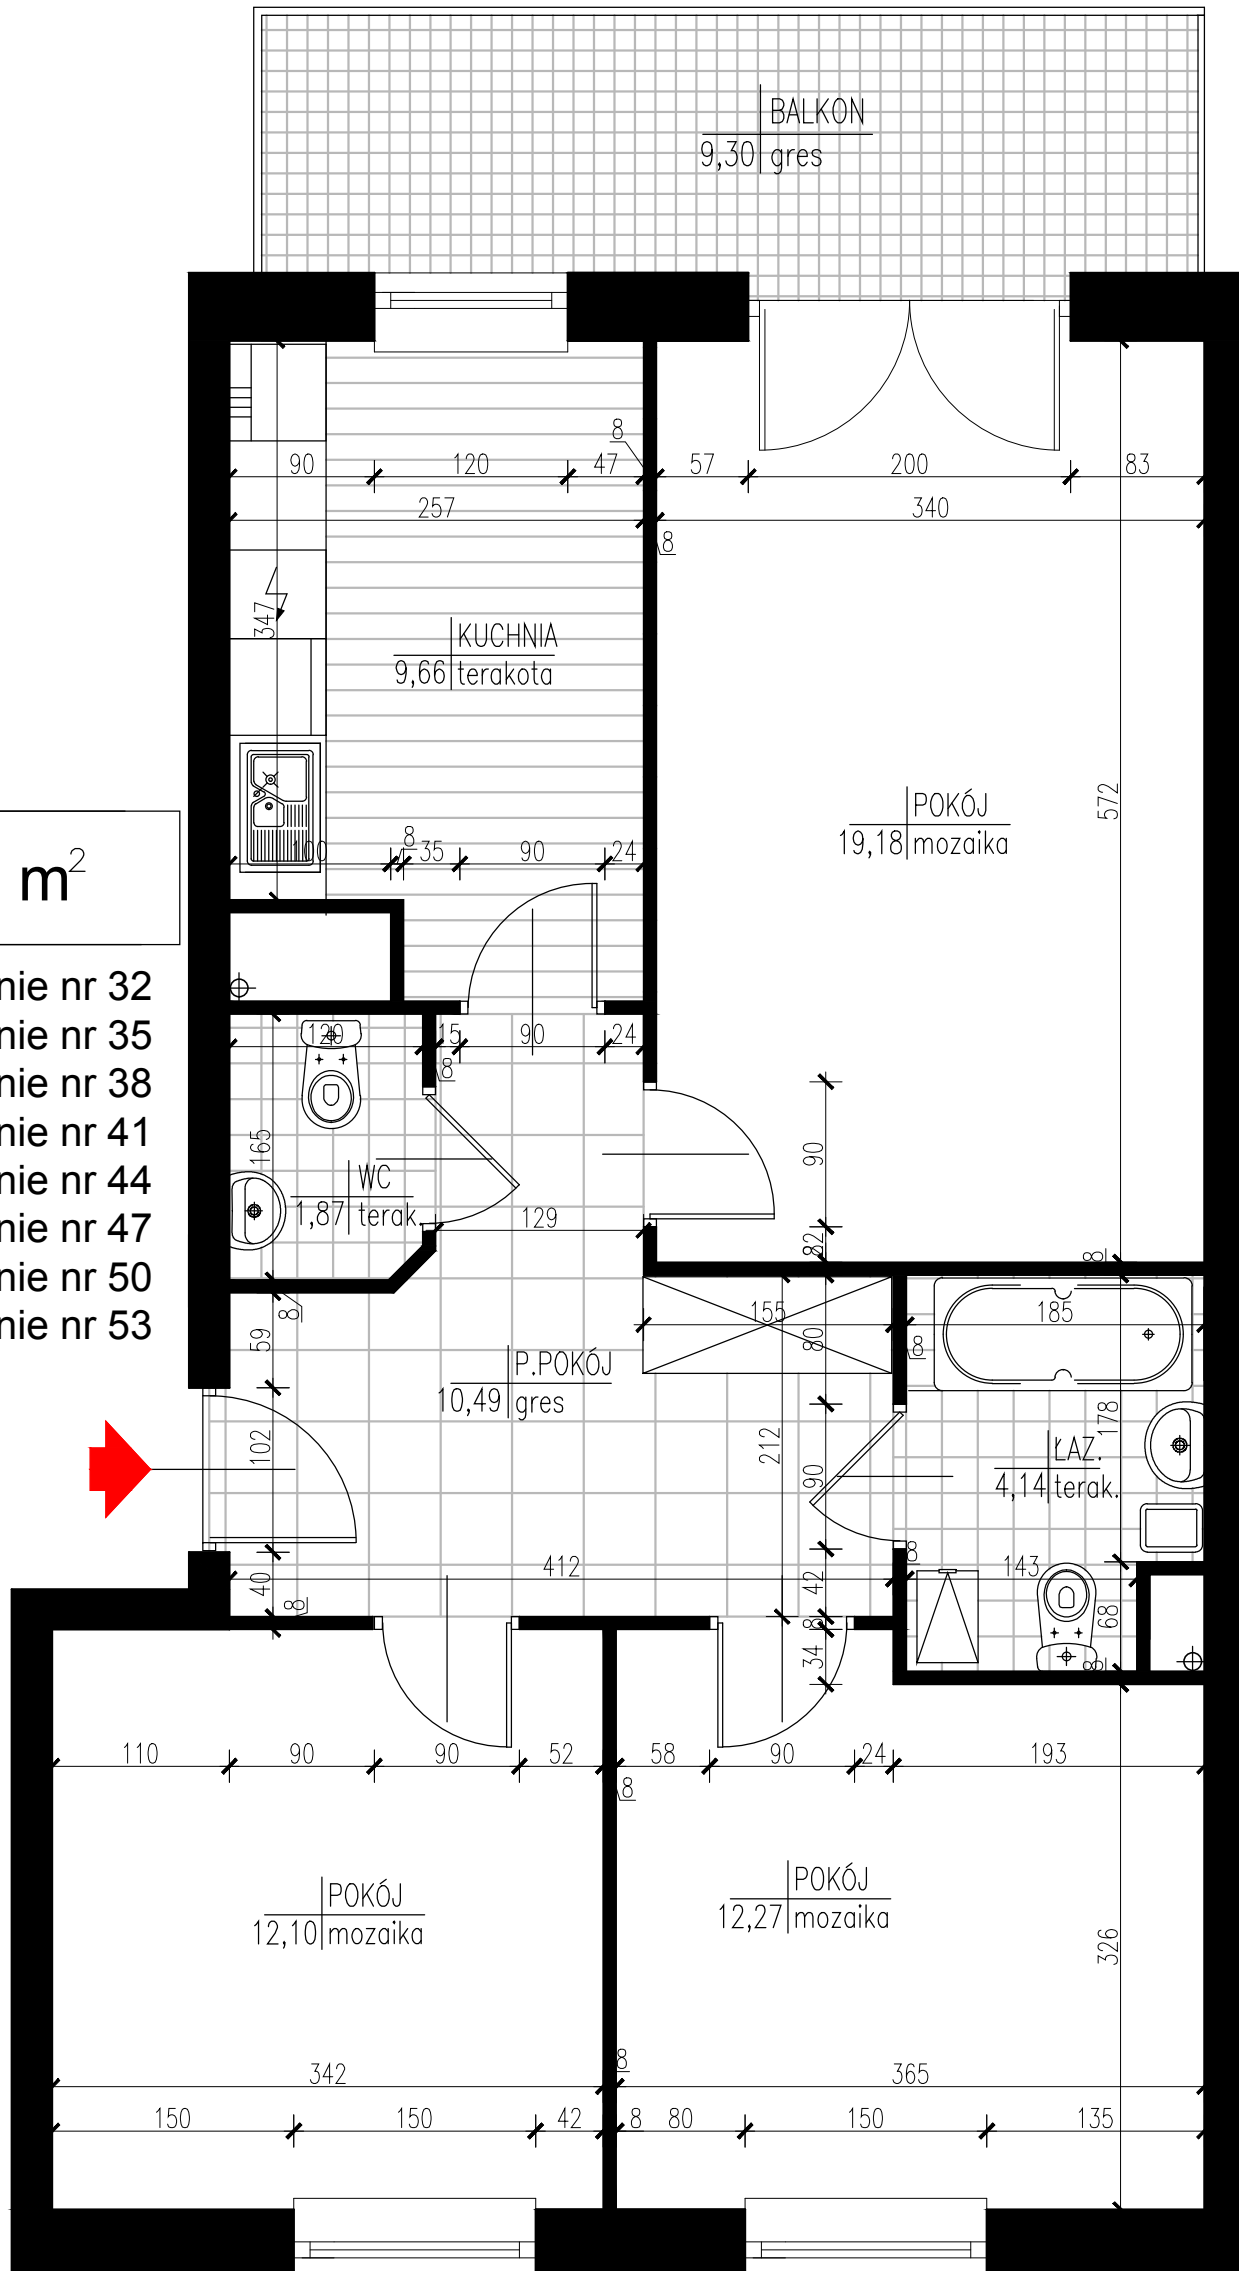 BALKON
9,30 gres
8
90 120 47 57 200 83
257 340
8
347
KUCHNIA
9,66 terakota
572
POKÓJ
19,18 mozaika
m²
100 8 35 90 24
nie nr 32
nie nr 35
nie nr 38
nie nr 41
nie nr 44
nie nr 47
nie nr 50
nie nr 53
120 15 90 24
8
165
90
WC
1,87 terak.
129
82
8
8
59
155
80
185
8
P.POKÓJ
10,49 gres
102
212
178
90
ŁAZ.
4,14 terak.
8
412
143
40
42
8
8
68
34
8
110 90 90 52 58 90 24 193
8
POKÓJ
12,10 mozaika
POKÓJ
12,27 mozaika
326
8
342 365
150 150 42 8 80 150 135